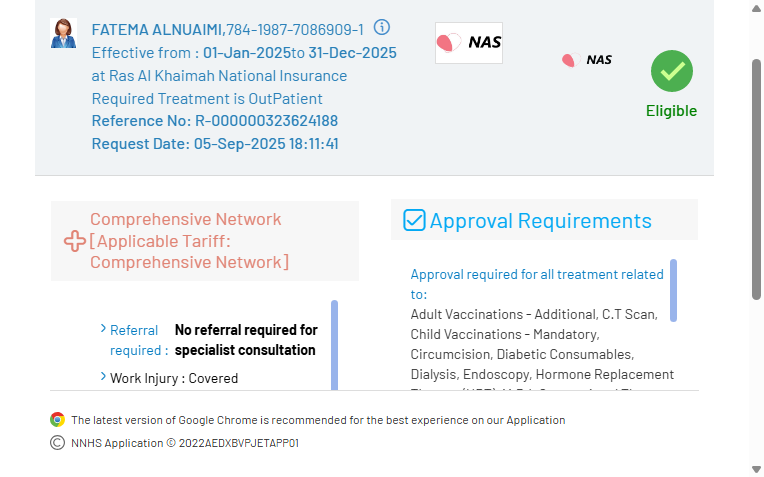 FATEMA ALNUAIMI,784-1987-7086909-1
Effective from : 01-Jan-2025to 31-Dec-2025
at Ras Al Khaimah National Insurance
Required Treatment is OutPatient
Reference No: R-000000323624188
Request Date: 05-Sep-2025 18:11:41
NAS
NAS
Eligible
Comprehensive Network
[Applicable Tariff:
Comprehensive Network]
Referral required : No referral required for specialist consultation
Work Injury : Covered
Approval Requirements
Approval required for all treatment related
to:
Adult Vaccinations - Additional, C.T Scan,
Child Vaccinations - Mandatory,
Circumcision, Diabetic Consumables,
Dialysis, Endoscopy, Hormone Replacement
The latest version of Google Chrome is recommended for the best experience on our Application
NNHS Application © 2022AEDXBVPJETAPP01